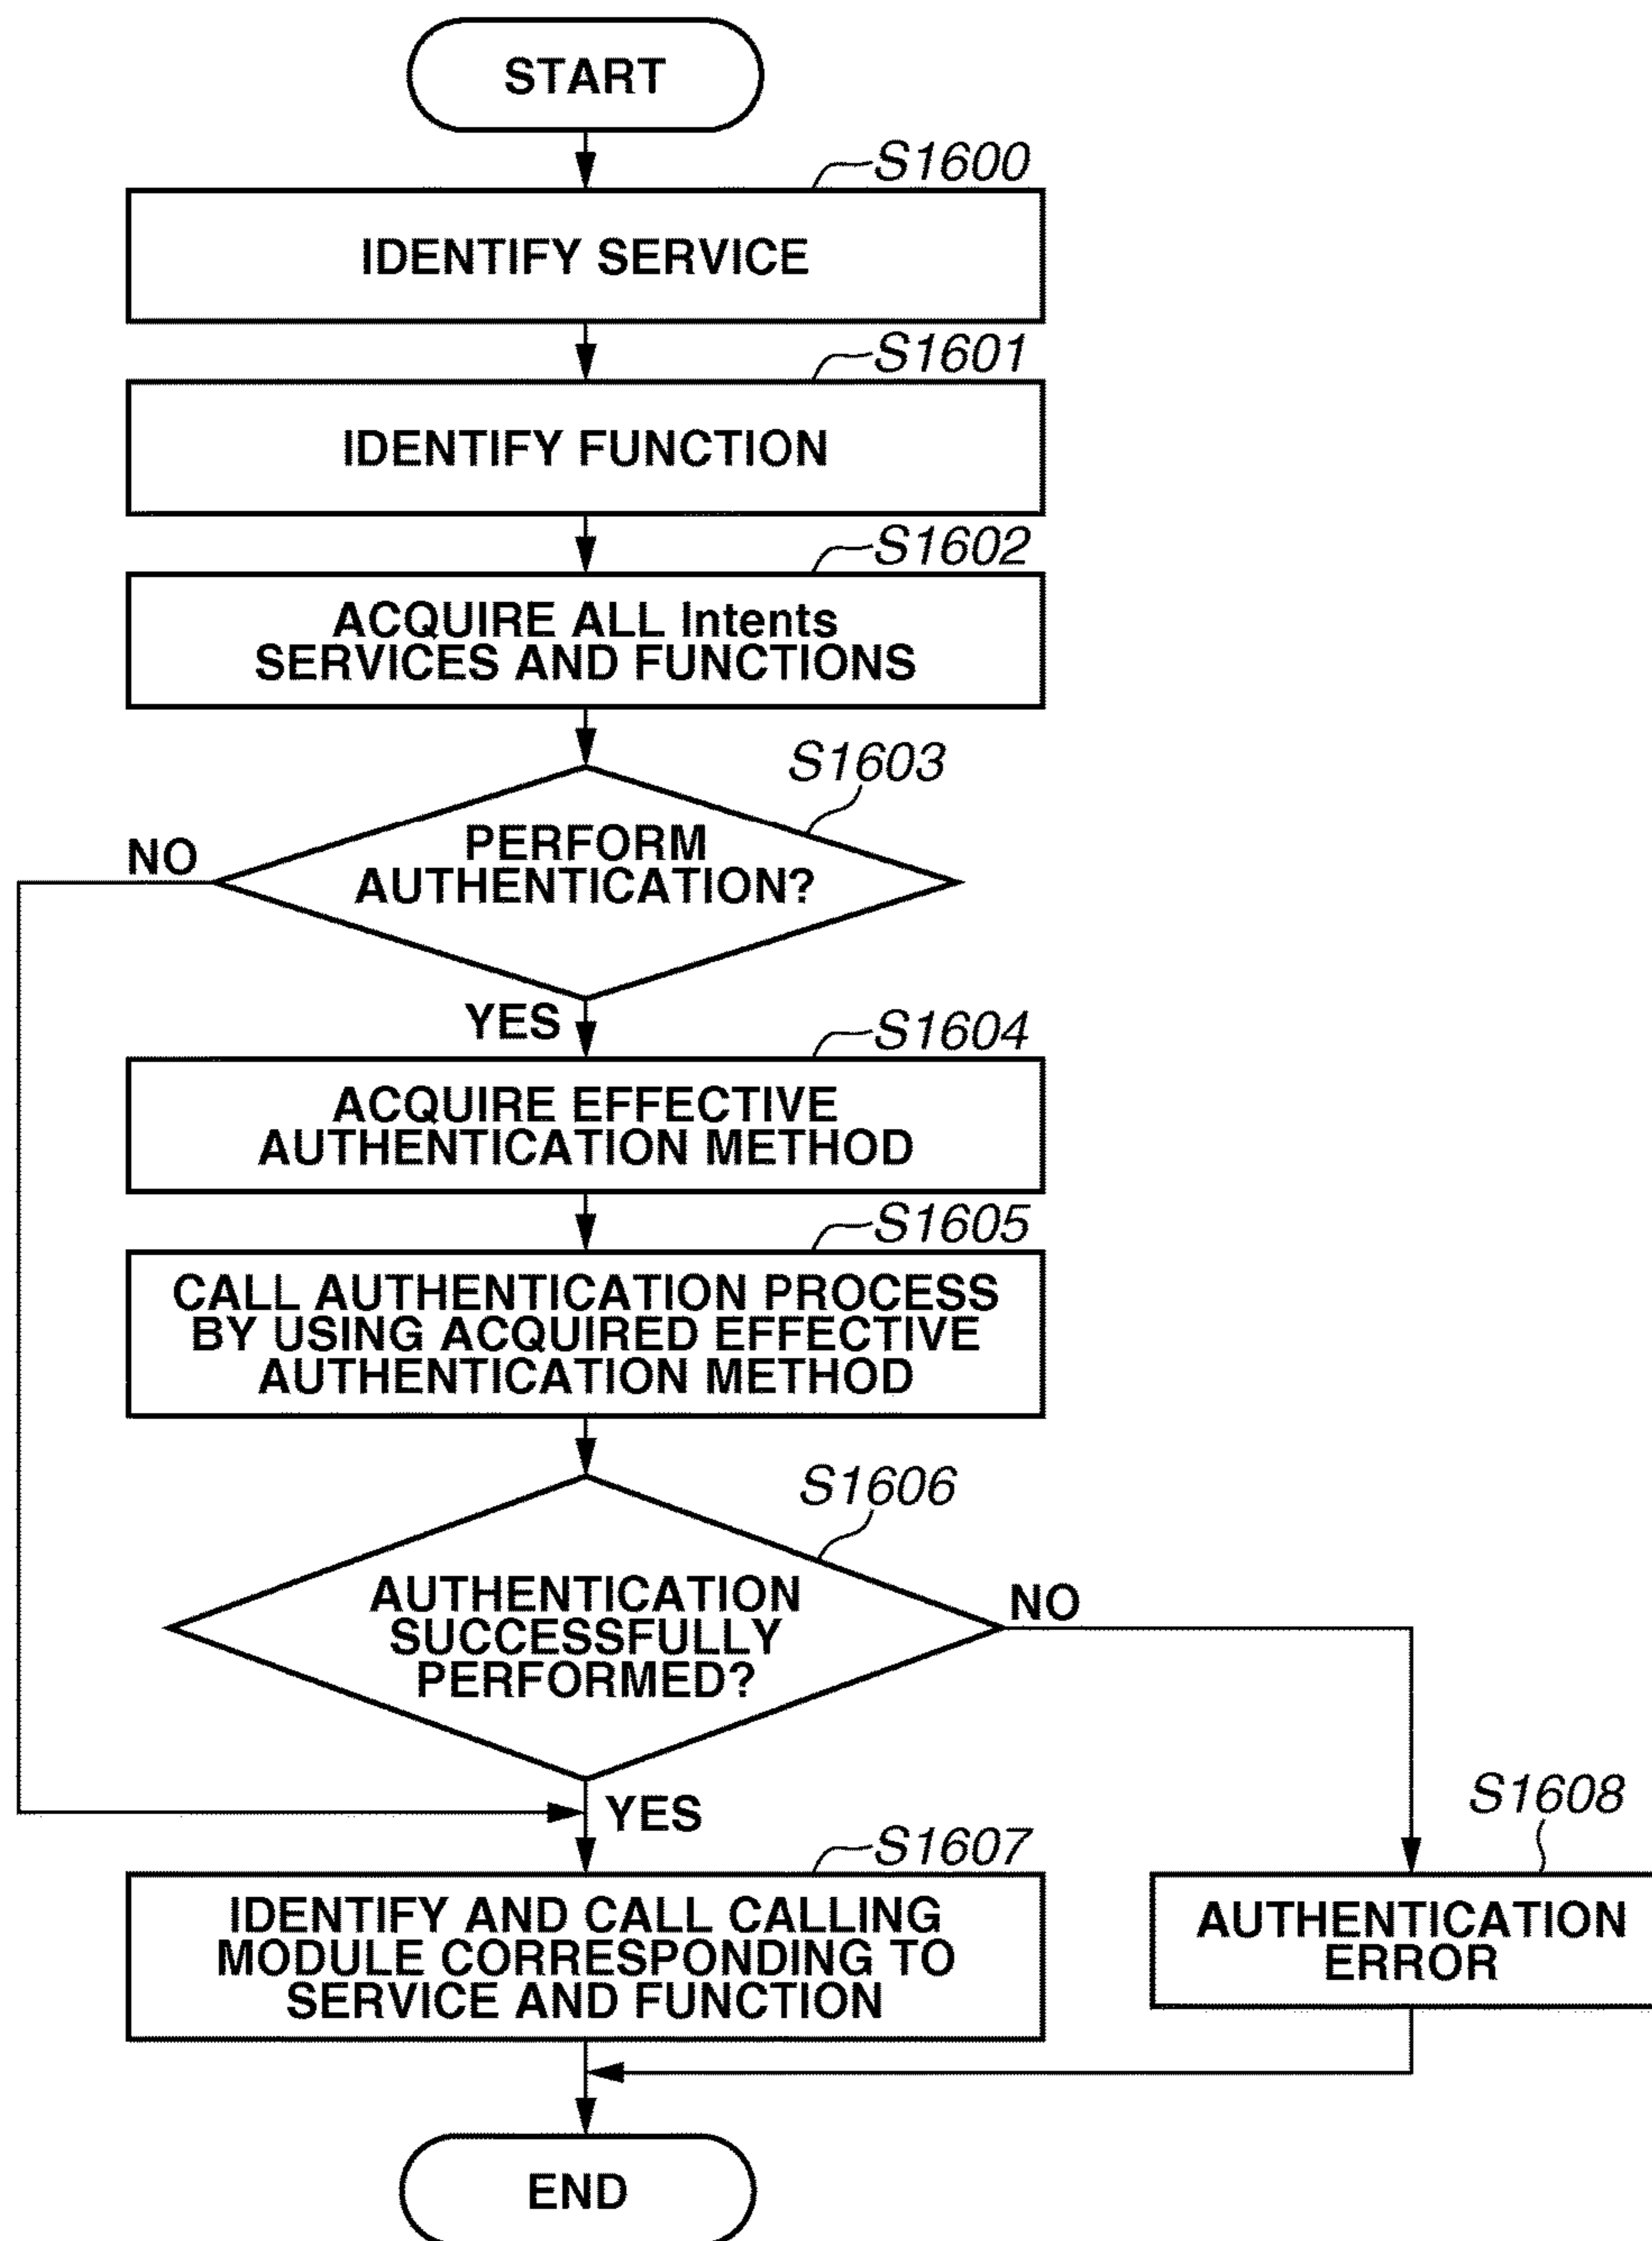 START
S1600
IDENTIFY SERVICE
S1601
IDENTIFY FUNCTION
S1602
ACQUIRE ALL Intents
SERVICES AND FUNCTIONS
S1603
PERFORM
AUTHENTICATION?
NO
YES
S1604
ACQUIRE EFFECTIVE
AUTHENTICATION METHOD
S1605
CALL AUTHENTICATION PROCESS
BY USING ACQUIRED EFFECTIVE
AUTHENTICATION METHOD
S1606
AUTHENTICATION
SUCCESSFULLY
PERFORMED?
NO
YES
S1607
IDENTIFY AND CALL CALLING
MODULE CORRESPONDING TO
SERVICE AND FUNCTION
S1608
AUTHENTICATION
ERROR
END